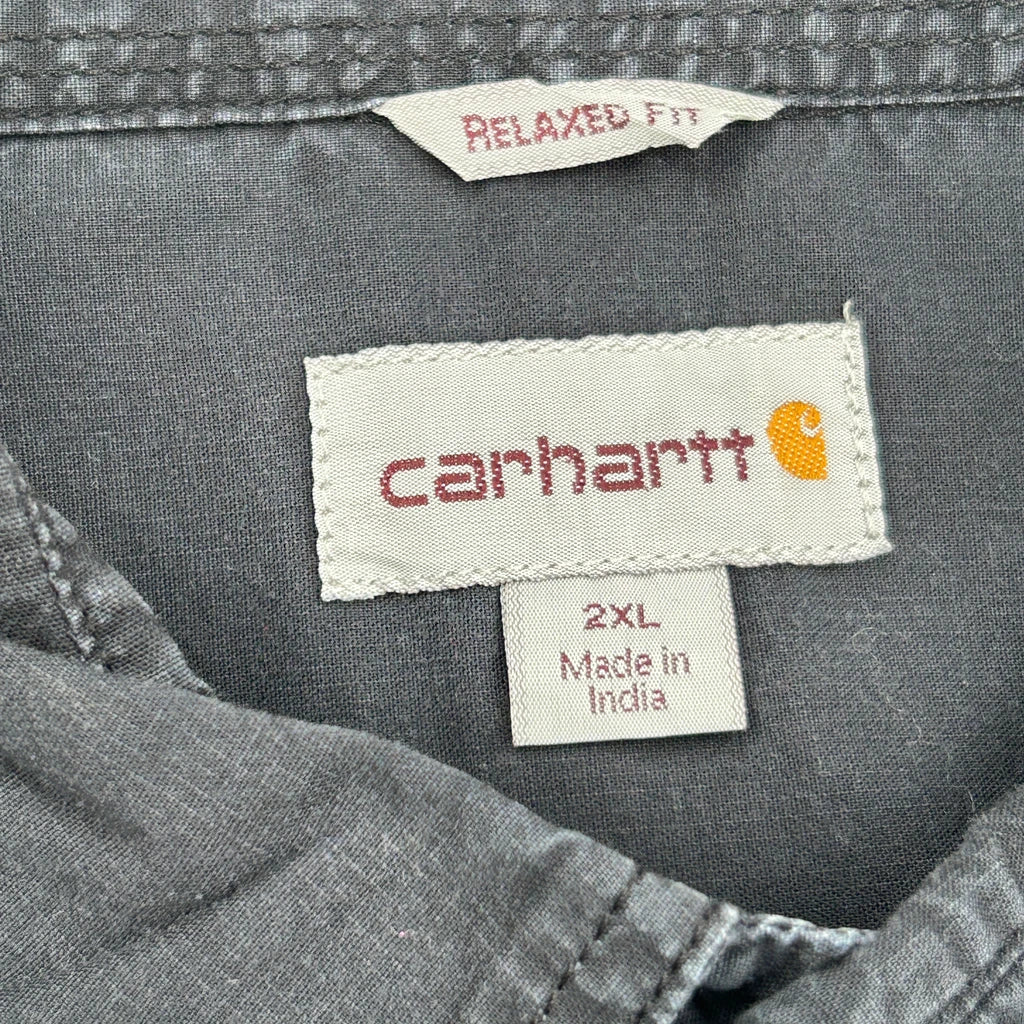 RELAXED FIT
carhartt
2XL
Made in
India